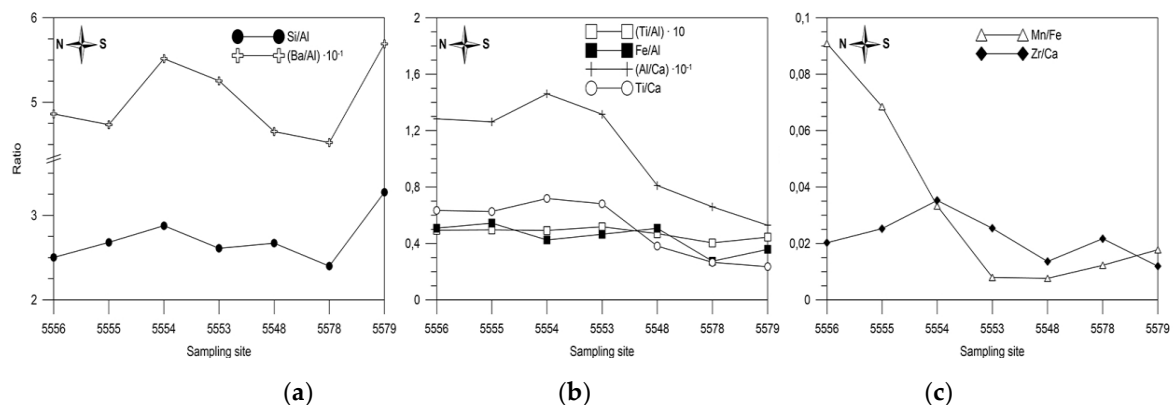 6
5
3
2
Ratio
N S
Si/Al
(Ba/Al) · 10⁻¹
5556 5555 5554 5553 5548 5578 5579
Sampling site
(a)
2
1,6
1,2
0,8
0,4
0
N S
(Ti/Al) · 10
Fe/Al
(Al/Ca) · 10⁻¹
Ti/Ca
5556 5555 5554 5553 5548 5578 5579
Sampling site
(b)
0,1
0,08
0,06
0,04
0,02
0
N S
Mn/Fe
Zr/Ca
5556 5555 5554 5553 5548 5578 5579
Sampling site
(c)